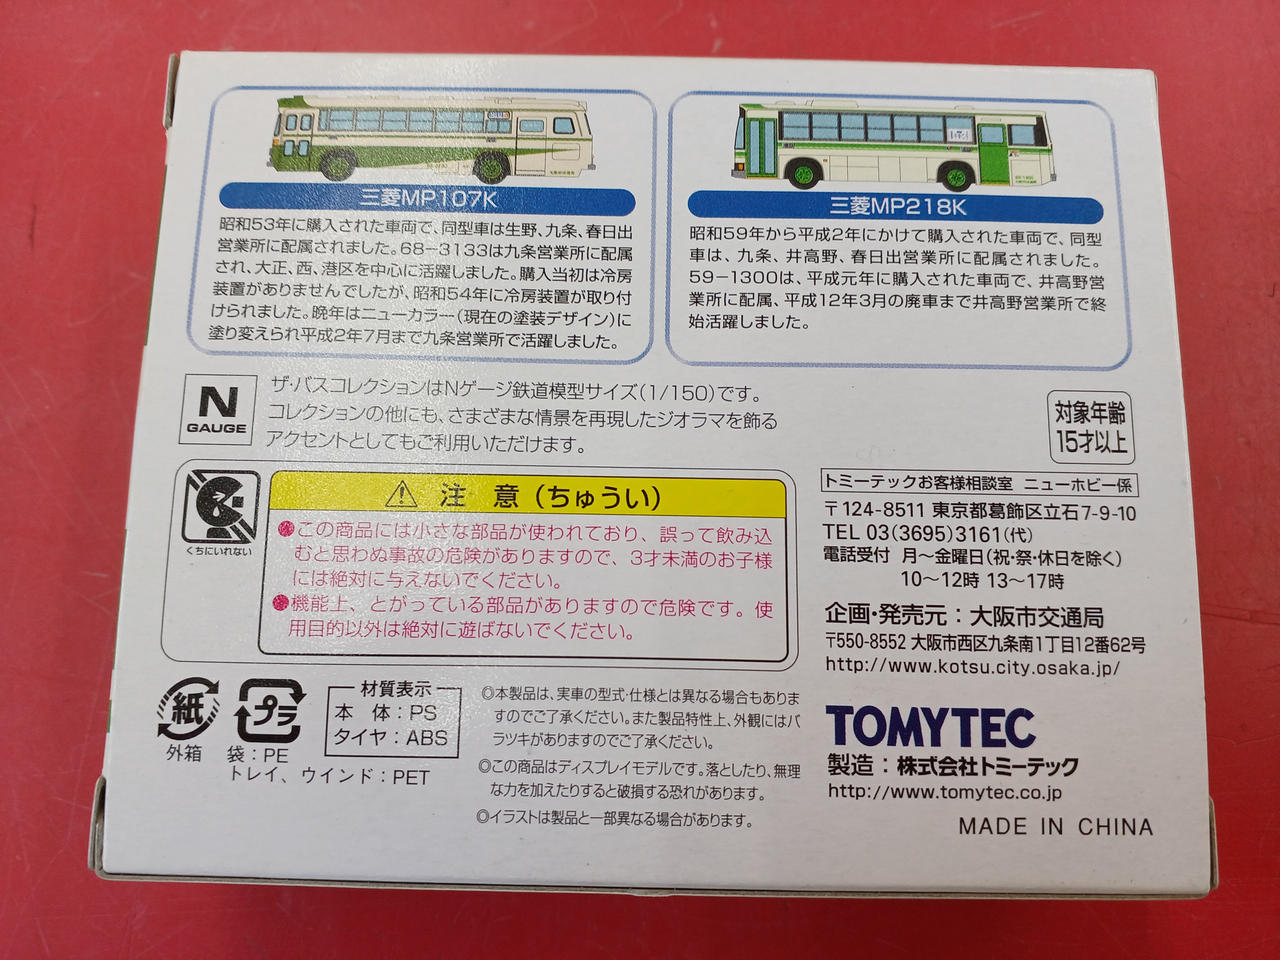 三菱MP107K
昭和53年に購入された車両で、同型車は生野、九条、春日出
営業所に配属されました。68−3133は九条営業所に配属
され、大正、西、港区を中心に活躍しました。購入当初は冷房
装置がありませんでしたが、昭和54年に冷房装置が取り付
けられました。晩年はニューカラー(現在の塗装デザイン)に
塗り変えられ平成2年7月まで九条営業所で活躍しました。
三菱MP218K
昭和59年から平成2年にかけて購入された車両で、同型
車は、九条、井高野、春日出営業所に配属されました。
59−1300は、平成元年に購入された車両で、井高野営
業所に配属、平成12年3月の廃車まで井高野営業所で終
始活躍しました。
N
GAUGE
ザ・バスコレクションはNゲージ鉄道模型サイズ(1/150)です。
コレクションの他にも、さまざまな情景を再現したジオラマを飾る
アクセントとしてもご利用いただけます。
対象年齢
15才以上
くちにいれない
注 意(ちゅうい)
●この商品には小さな部品が使われており、誤って飲み込
むと思わぬ事故の危険がありますので、3才未満のお子様
には絶対に与えないでください。
●機能上、とがっている部品がありますので危険です。使
用目的以外は絶対に遊ばないでください。
トミーテックお客様相談室 ニューホビー係
〒124-8511 東京都葛飾区立石7-9-10
TEL 03(3695)3161(代)
電話受付 月〜金曜日(祝・祭・休日を除く)
10〜12時 13〜17時
企画・発売元:大阪市交通局
〒550-8552 大阪市西区九条南1丁目12番62号
http://www.kotsu.city.osaka.jp/
紙
外箱
プラ
袋:PE
トレイ、ウインド:PET
材質表示
本 体:PS
タイヤ:ABS
◎本製品は、実車の型式・仕様とは異なる場合もありま
すのでご了承ください。また製品特性上、外観にはバ
ラツキがありますのでご了承ください。
◎この商品はディスプレイモデルです。落としたり、無理
な力を加えたりすると破損する恐れがあります。
◎イラストは製品と一部異なる場合があります。
TOMYTEC
製造:株式会社トミーテック
http://www.tomytec.co.jp
MADE IN CHINA